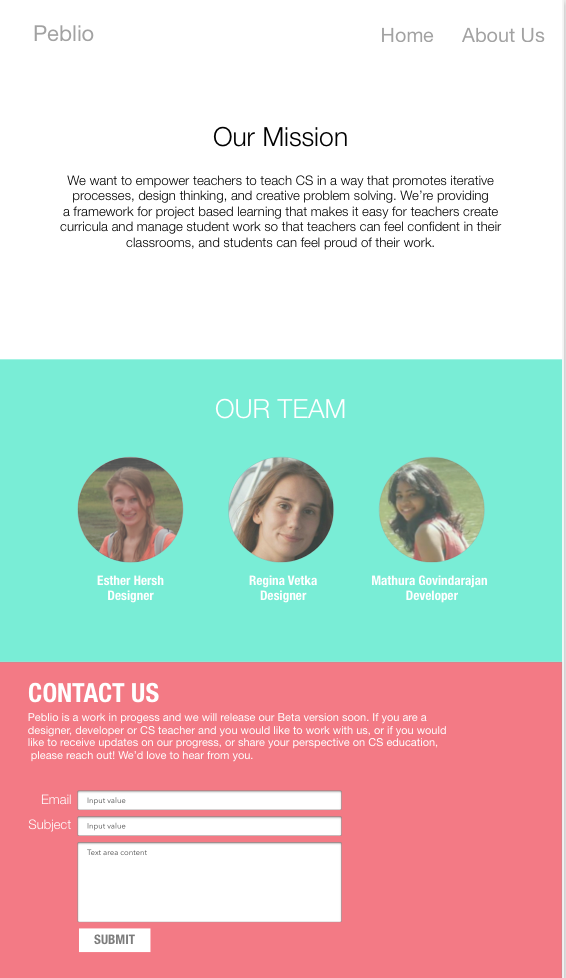 Peblio
Home About Us
Our Mission
We want to empower teachers to teach CS in a way that promotes iterative
processes, design thinking, and creative problem solving. We're providing
a framework for project based learning that makes it easy for teachers create
curricula and manage student work so that teachers can feel confident in their
classrooms, and students can feel proud of their work.
OUR TEAM
Esther Hersh
Designer
Regina Vetka
Designer
Mathura Govindarajan
Developer
CONTACT US
Peblio is a work in progess and we will release our Beta version soon. If you are a
designer, developer or CS teacher and you would like to work with us, or if you would
like to receive updates on our progress, or share your perspective on CS education,
please reach out! We'd love to hear from you.
Email Input value
Subject Input value
Text area content
SUBMIT